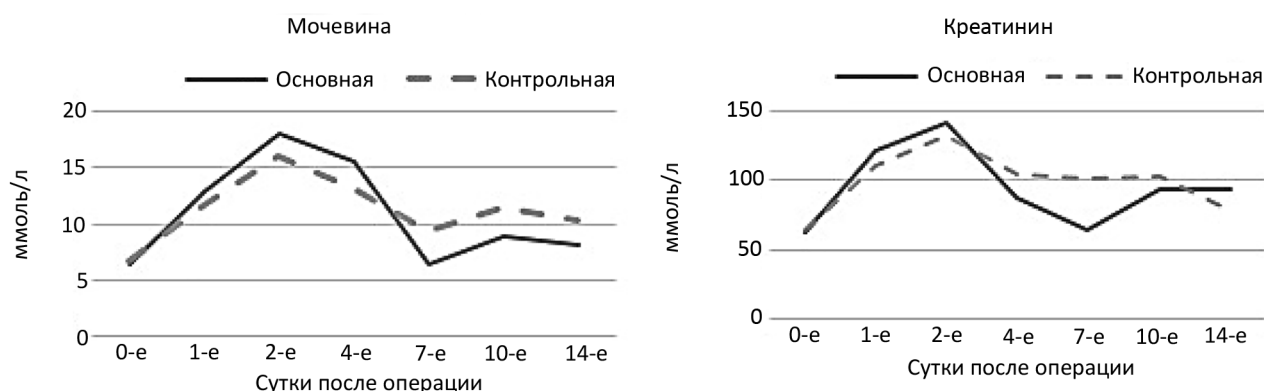 Мочевина
Основная Контрольная
ммоль/л
20
15
10
5
0
0-е 1-е 2-е 4-е 7-е 10-е 14-е
Сутки после операции
Креатинин
Основная Контрольная
ммоль/л
150
100
50
0
0-е 1-е 2-е 4-е 7-е 10-е 14-е
Сутки после операции